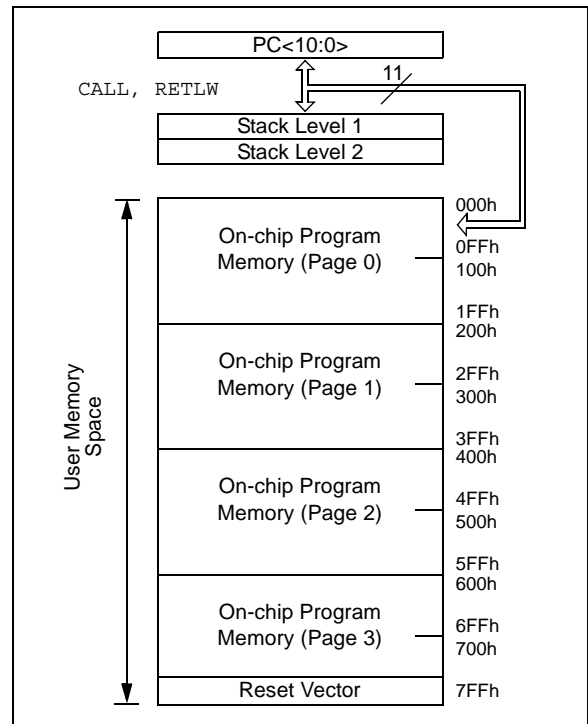 PC<10:0>
CALL, RETLW
11
Stack Level 1
Stack Level 2
User Memory
Space
000h
On-chip Program
Memory (Page 0)
0FFh
100h
1FFh
200h
On-chip Program
Memory (Page 1)
2FFh
300h
3FFh
400h
On-chip Program
Memory (Page 2)
4FFh
500h
5FFh
600h
On-chip Program
Memory (Page 3)
6FFh
700h
Reset Vector
7FFh